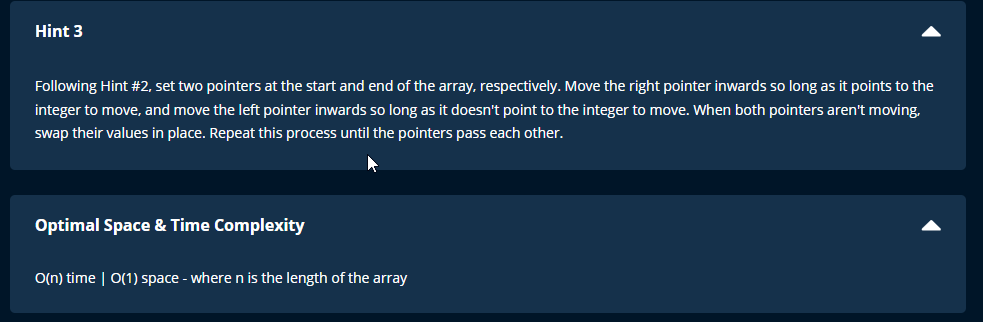 Hint 3
Following Hint #2, set two pointers at the start and end of the array, respectively. Move the right pointer inwards so long as it points to the
integer to move, and move the left pointer inwards so long as it doesn't point to the integer to move. When both pointers aren't moving,
swap their values in place. Repeat this process until the pointers pass each other.
Optimal Space & Time Complexity
O(n) time | O(1) space - where n is the length of the array